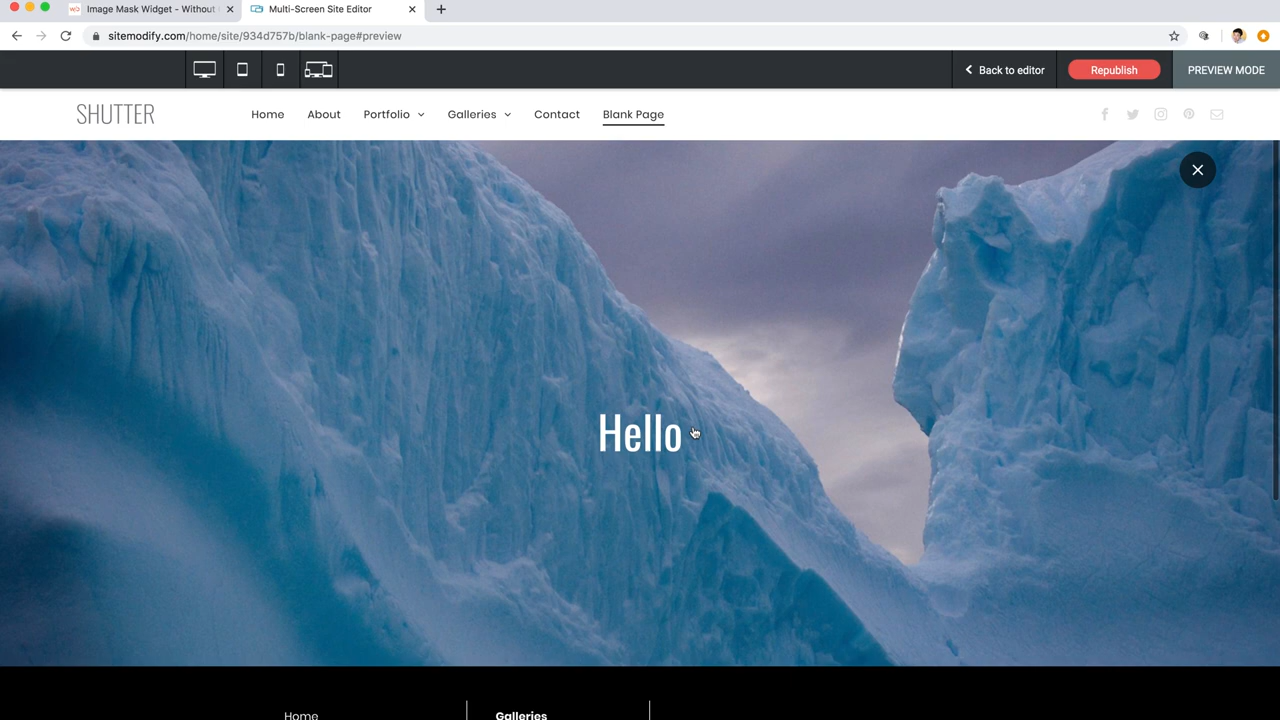 Image Mask Widget - Without
Multi-Screen Site Editor
sitemodify.com/home/site/934d757b/blank-page#preview
Back to editor
Republish
PREVIEW MODE
SHUTTER
Home
About
Portfolio
Galleries
Contact
Blank Page
Hello
Home
Galleries